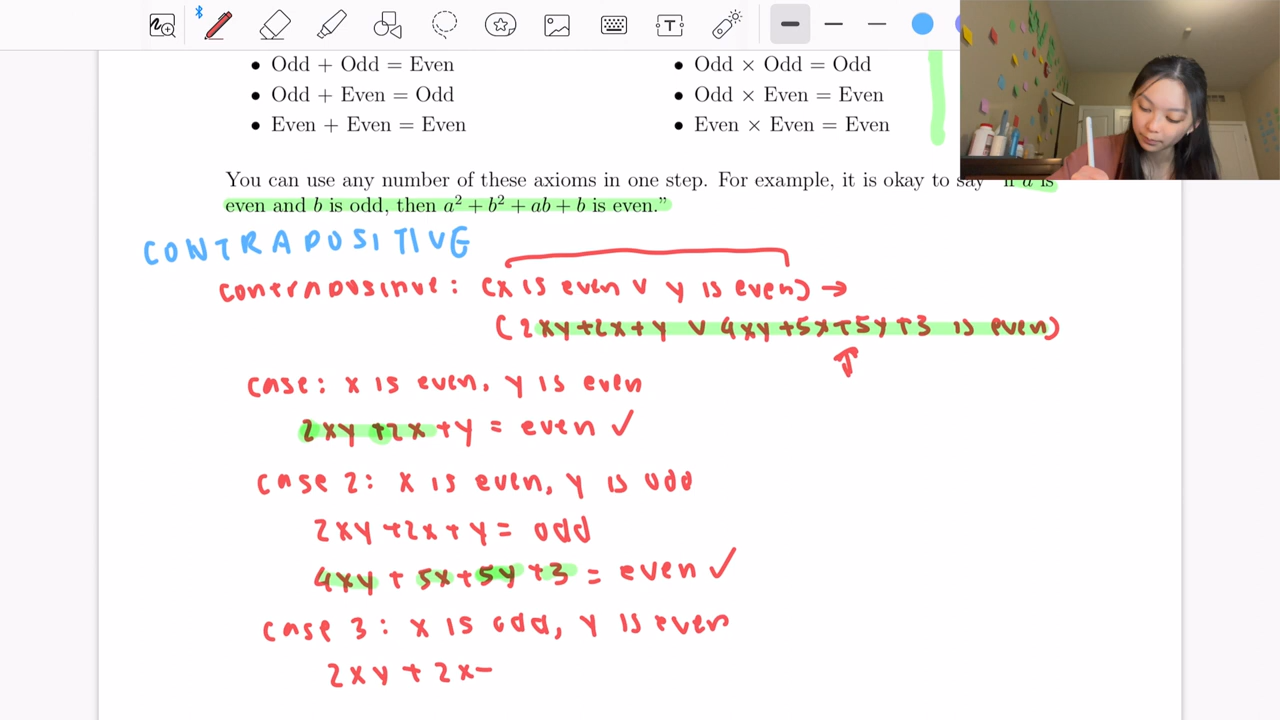 • Odd + Odd = Even
• Odd + Even = Odd
• Even + Even = Even
• Odd × Odd = Odd
• Odd × Even = Even
• Even × Even = Even
You can use any number of these axioms in one step. For example, it is okay to say "if a is
even and b is odd, then a² + b² + ab + b is even."
CONTRAPOSITIVE
contrapositive: (x is even ∨ y is even) →
(2xy+2x+y ∨ 4xy+5x+5y+3 is even)
case: x is even, y is even
2xy +2x +y = even ✓
case 2: x is even, y is odd
2xy +2x+y = odd
4xy + 5x+5y +3 = even ✓
case 3: x is odd, y is even
2xy + 2x-